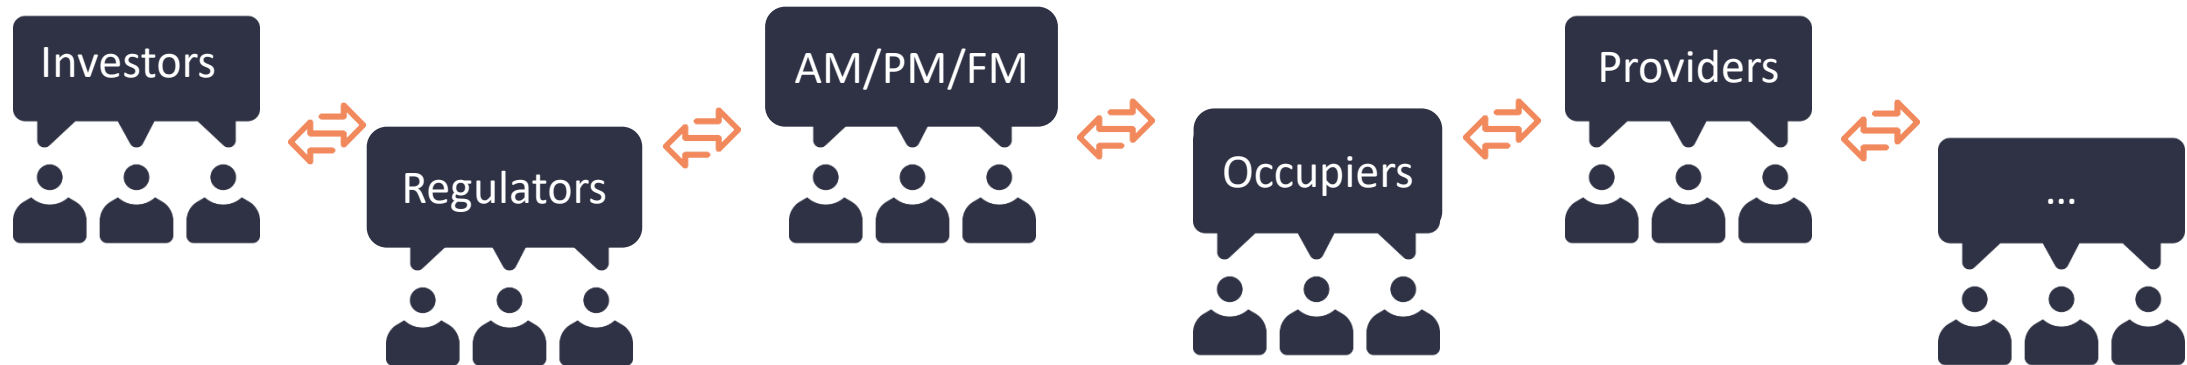 Investors
Regulators
AM/PM/FM
Occupiers
Providers
...